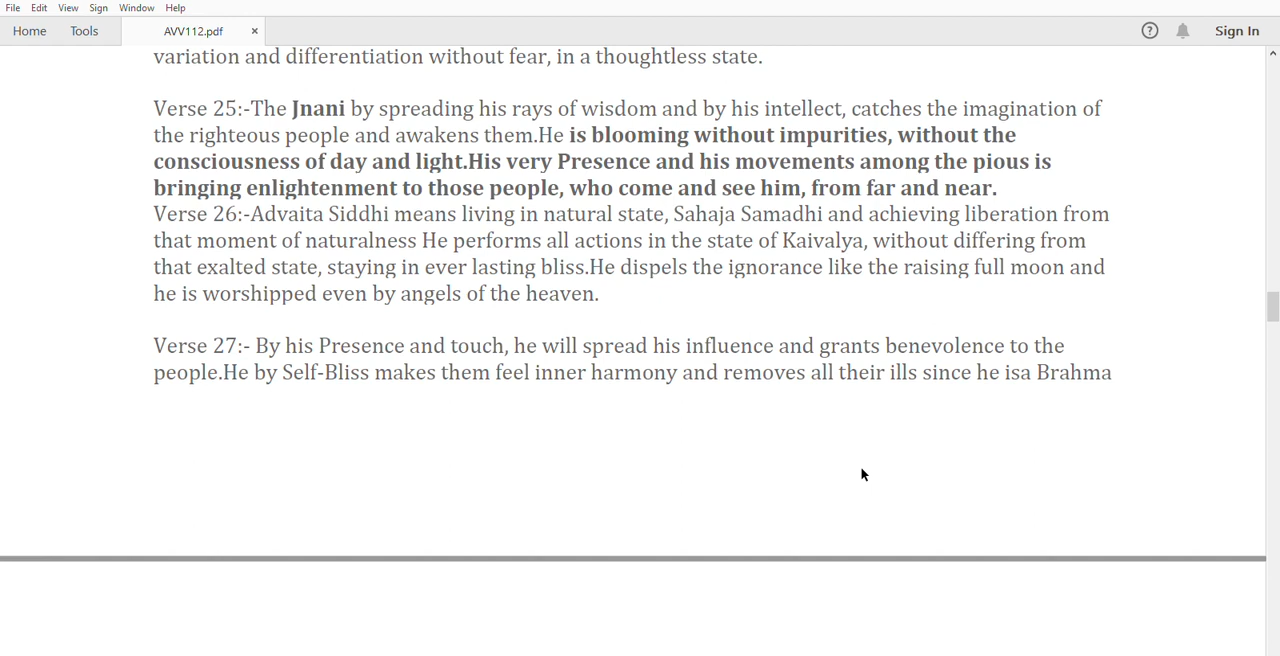 File Edit View Sign Window Help
Home Tools AVV112.pdf × ? Sign In
variation and differentiation without fear, in a thoughtless state.
Verse 25:-The Jnani by spreading his rays of wisdom and by his intellect, catches the imagination of
the righteous people and awakens them.He is blooming without impurities, without the
consciousness of day and light.His very Presence and his movements among the pious is
bringing enlightenment to those people, who come and see him, from far and near.
Verse 26:-Advaita Siddhi means living in natural state, Sahaja Samadhi and achieving liberation from
that moment of naturalness He performs all actions in the state of Kaivalya, without differing from
that exalted state, staying in ever lasting bliss.He dispels the ignorance like the raising full moon and
he is worshipped even by angels of the heaven.
Verse 27:- By his Presence and touch, he will spread his influence and grants benevolence to the
people.He by Self-Bliss makes them feel inner harmony and removes all their ills since he isa Brahma